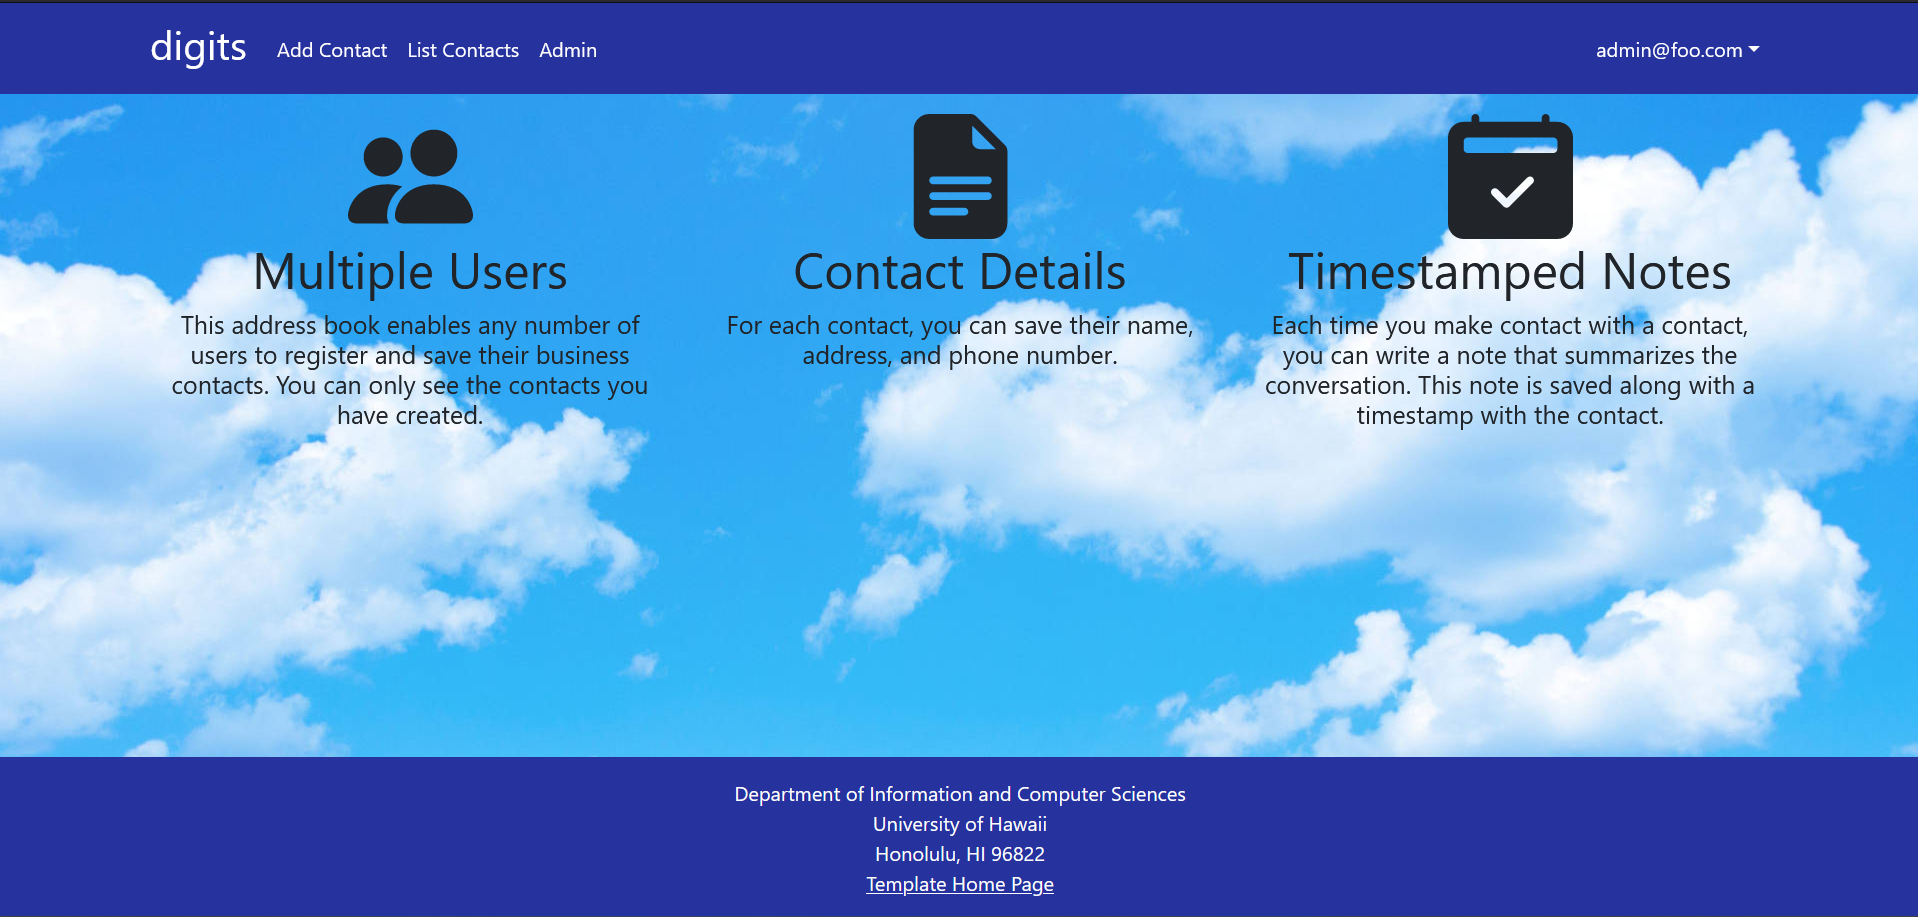 digits Add Contact List Contacts Admin admin@foo.com
Multiple Users
This address book enables any number of
users to register and save their business
contacts. You can only see the contacts you
have created.
Contact Details
For each contact, you can save their name,
address, and phone number.
Timestamped Notes
Each time you make contact with a contact,
you can write a note that summarizes the
conversation. This note is saved along with a
timestamp with the contact.
Department of Information and Computer Sciences
University of Hawaii
Honolulu, HI 96822
Template Home Page